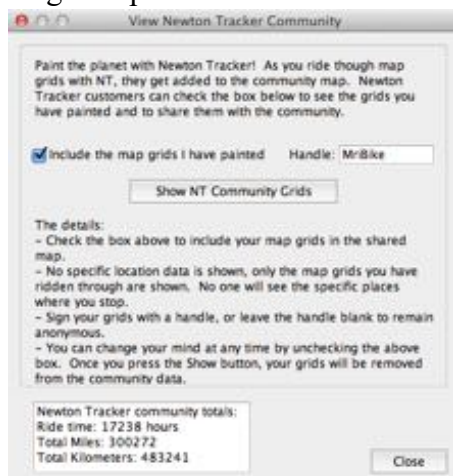 View Newton Tracker Community
Paint the planet with Newton Tracker! As you ride though map
grids with NT, they get added to the community map. Newton
Tracker customers can check the box below to see the grids you
have painted and to share them with the community.
Include the map grids I have painted Handle: MrBike
Show NT Community Grids
The details:
– Check the box above to include your map grids in the shared
map.
– No specific location data is shown, only the map grids you have
ridden through are shown. No one will see the specific places
where you stop.
– Sign your grids with a handle, or leave the handle blank to remain
anonymous.
– You can change your mind at any time by unchecking the above
box. Once you press the Show button, your grids will be removed
from the community data.
Newton Tracker community totals:
Ride time: 17238 hours
Total Miles: 300272
Total Kilometers: 483241
Close